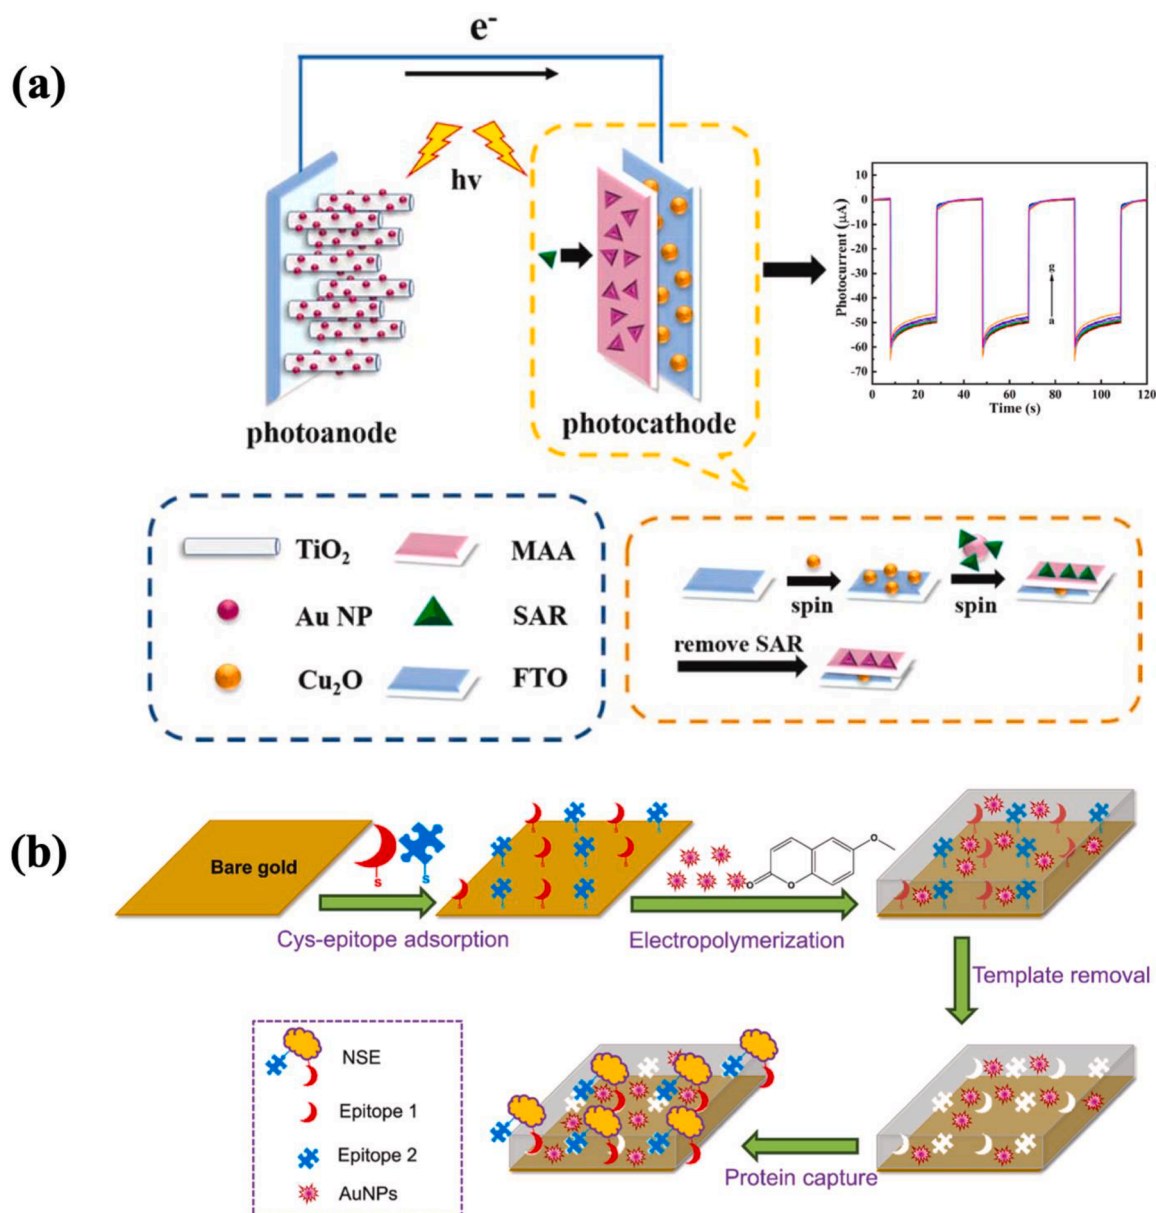 (a)
e-
hv
photoanode
photocathode
Photocurrent (μA)
0
-10
-20
-30
-40
-50
-60
-70
g
a
0 20 40 60 80 100 120
Time (s)
TiO2 MAA
Au NP SAR
Cu2O FTO
spin spin
remove SAR
(b)
Bare gold
s s
O O O
Cys-epitope adsorption
Electropolymerization
Template removal
NSE
Epitope 1
Epitope 2
AuNPs
Protein capture